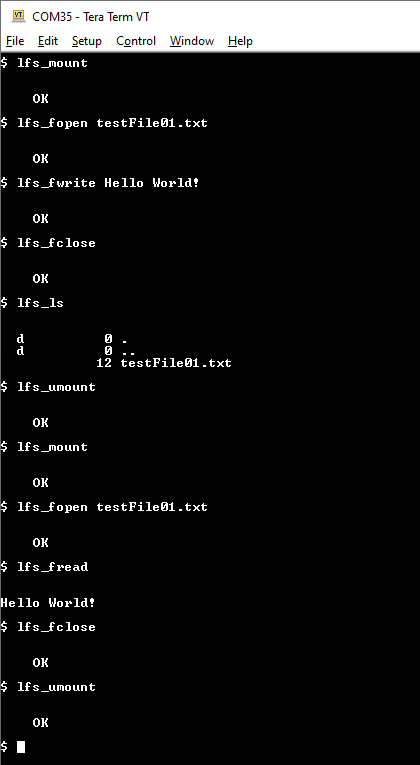 COM35 - Tera Term VT
File Edit Setup Control Window Help
$ lfs_mount
OK
$ lfs_fopen testFile01.txt
OK
$ lfs_fwrite Hello World!
OK
$ lfs_fclose
OK
$ lfs_ls
d 0 .
d 0 ..
12 testFile01.txt
$ lfs_umount
OK
$ lfs_mount
OK
$ lfs_fopen testFile01.txt
OK
$ lfs_fread
Hello World!
$ lfs_fclose
OK
$ lfs_umount
OK
$